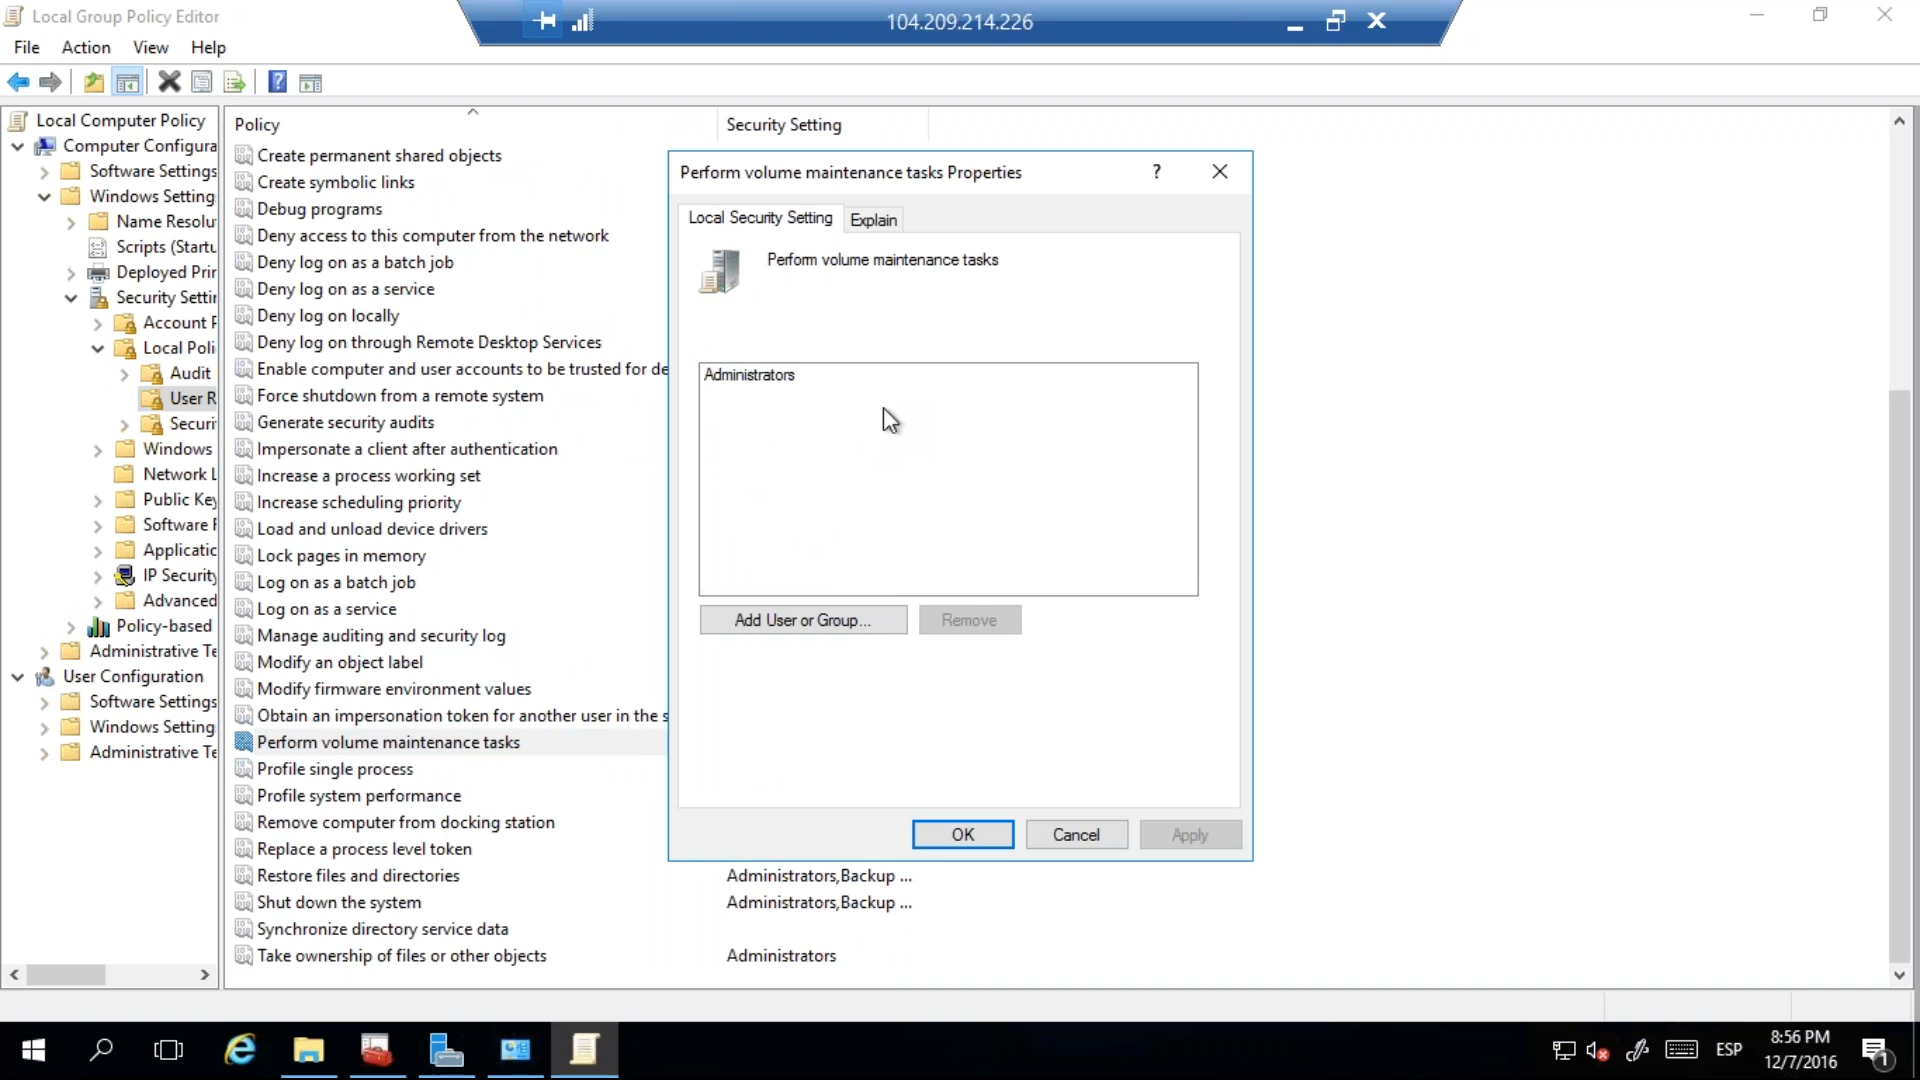 Local Group Policy Editor
104.209.214.226
File Action View Help
Local Computer Policy
Computer Configura
Software Settings
Windows Setting
Name Resolu
Scripts (Startu
Deployed Prin
Security Settin
Account P
Local Poli
Audit
User R
Securi
Windows
Network L
Public Key
Software R
Applicatio
IP Security
Advanced
Policy-based
Administrative Te
User Configuration
Software Settings
Windows Setting
Administrative Te
Policy Security Setting
Create permanent shared objects
Create symbolic links
Debug programs
Deny access to this computer from the network
Deny log on as a batch job
Deny log on as a service
Deny log on locally
Deny log on through Remote Desktop Services
Enable computer and user accounts to be trusted for de
Force shutdown from a remote system
Generate security audits
Impersonate a client after authentication
Increase a process working set
Increase scheduling priority
Load and unload device drivers
Lock pages in memory
Log on as a batch job
Log on as a service
Manage auditing and security log
Modify an object label
Modify firmware environment values
Obtain an impersonation token for another user in the s
Perform volume maintenance tasks
Profile single process
Profile system performance
Remove computer from docking station
Replace a process level token
Restore files and directories Administrators,Backup ...
Shut down the system Administrators,Backup ...
Synchronize directory service data
Take ownership of files or other objects Administrators
Perform volume maintenance tasks Properties ?
Local Security Setting Explain
Perform volume maintenance tasks
Administrators
Add User or Group... Remove
OK Cancel Apply
ESP
8:56 PM
12/7/2016
1